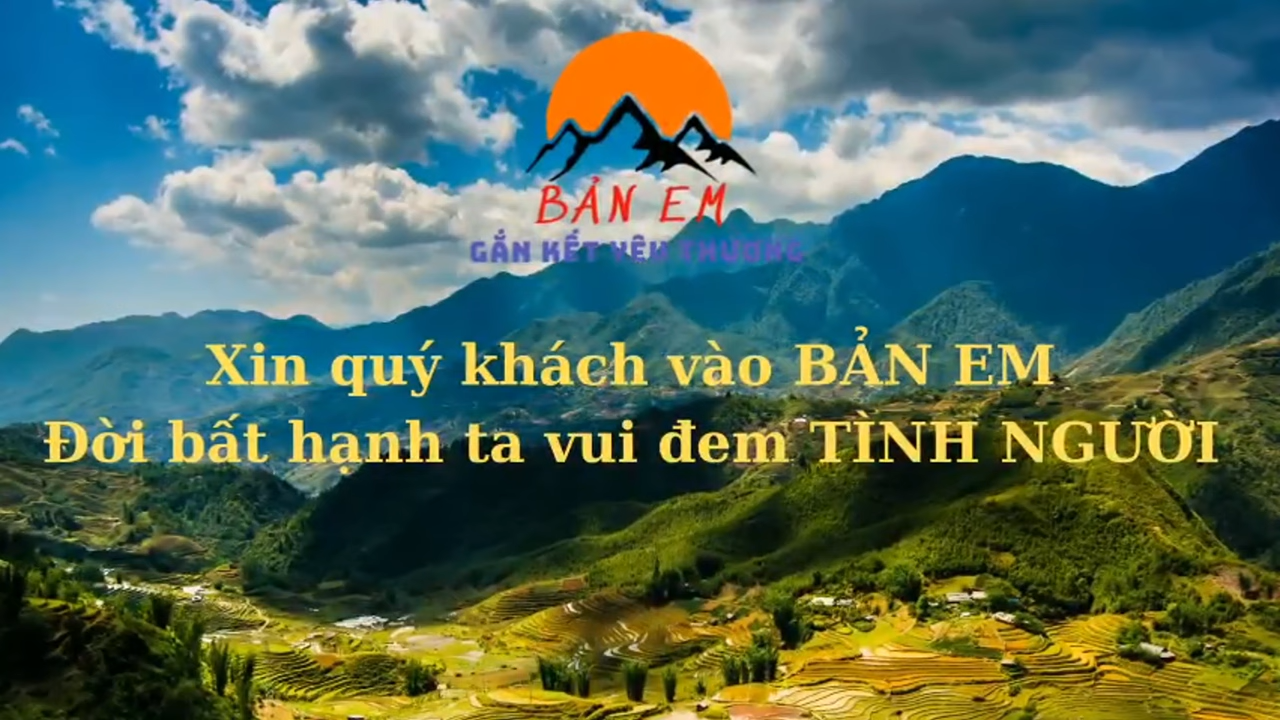 BẢN EM
GẮN KẾT YÊU THƯƠNG
Xin quý khách vào BẢN EM
Đời bất hạnh ta vui đem TÌNH NGƯỜI